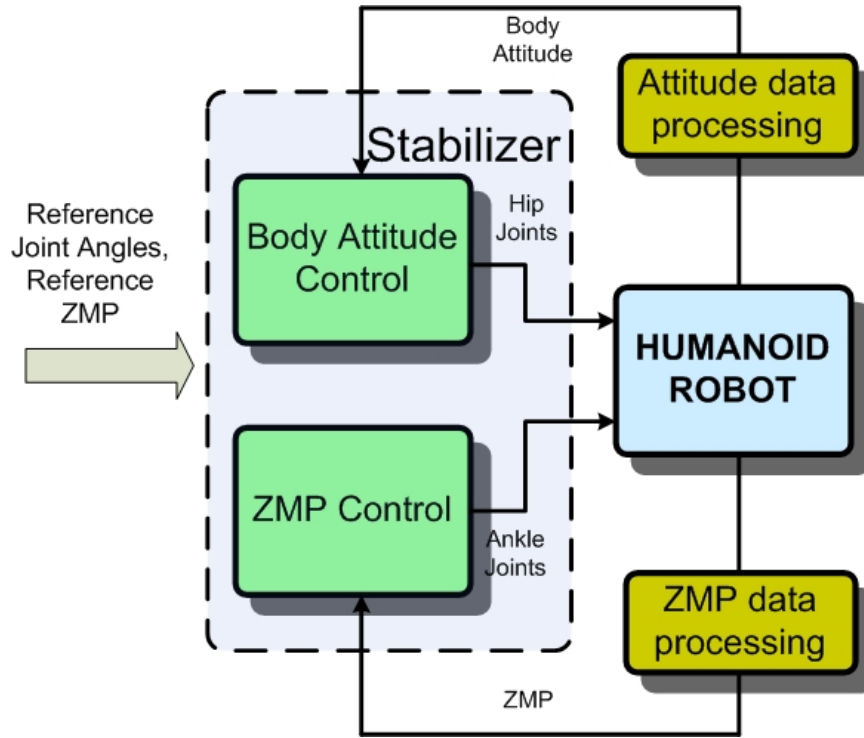 Body
Attitude
Attitude data
processing
Stabilizer
Reference
Joint Angles,
Reference
ZMP
Body Attitude
Control
Hip
Joints
HUMANOID
ROBOT
ZMP Control
Ankle
Joints
ZMP data
processing
ZMP